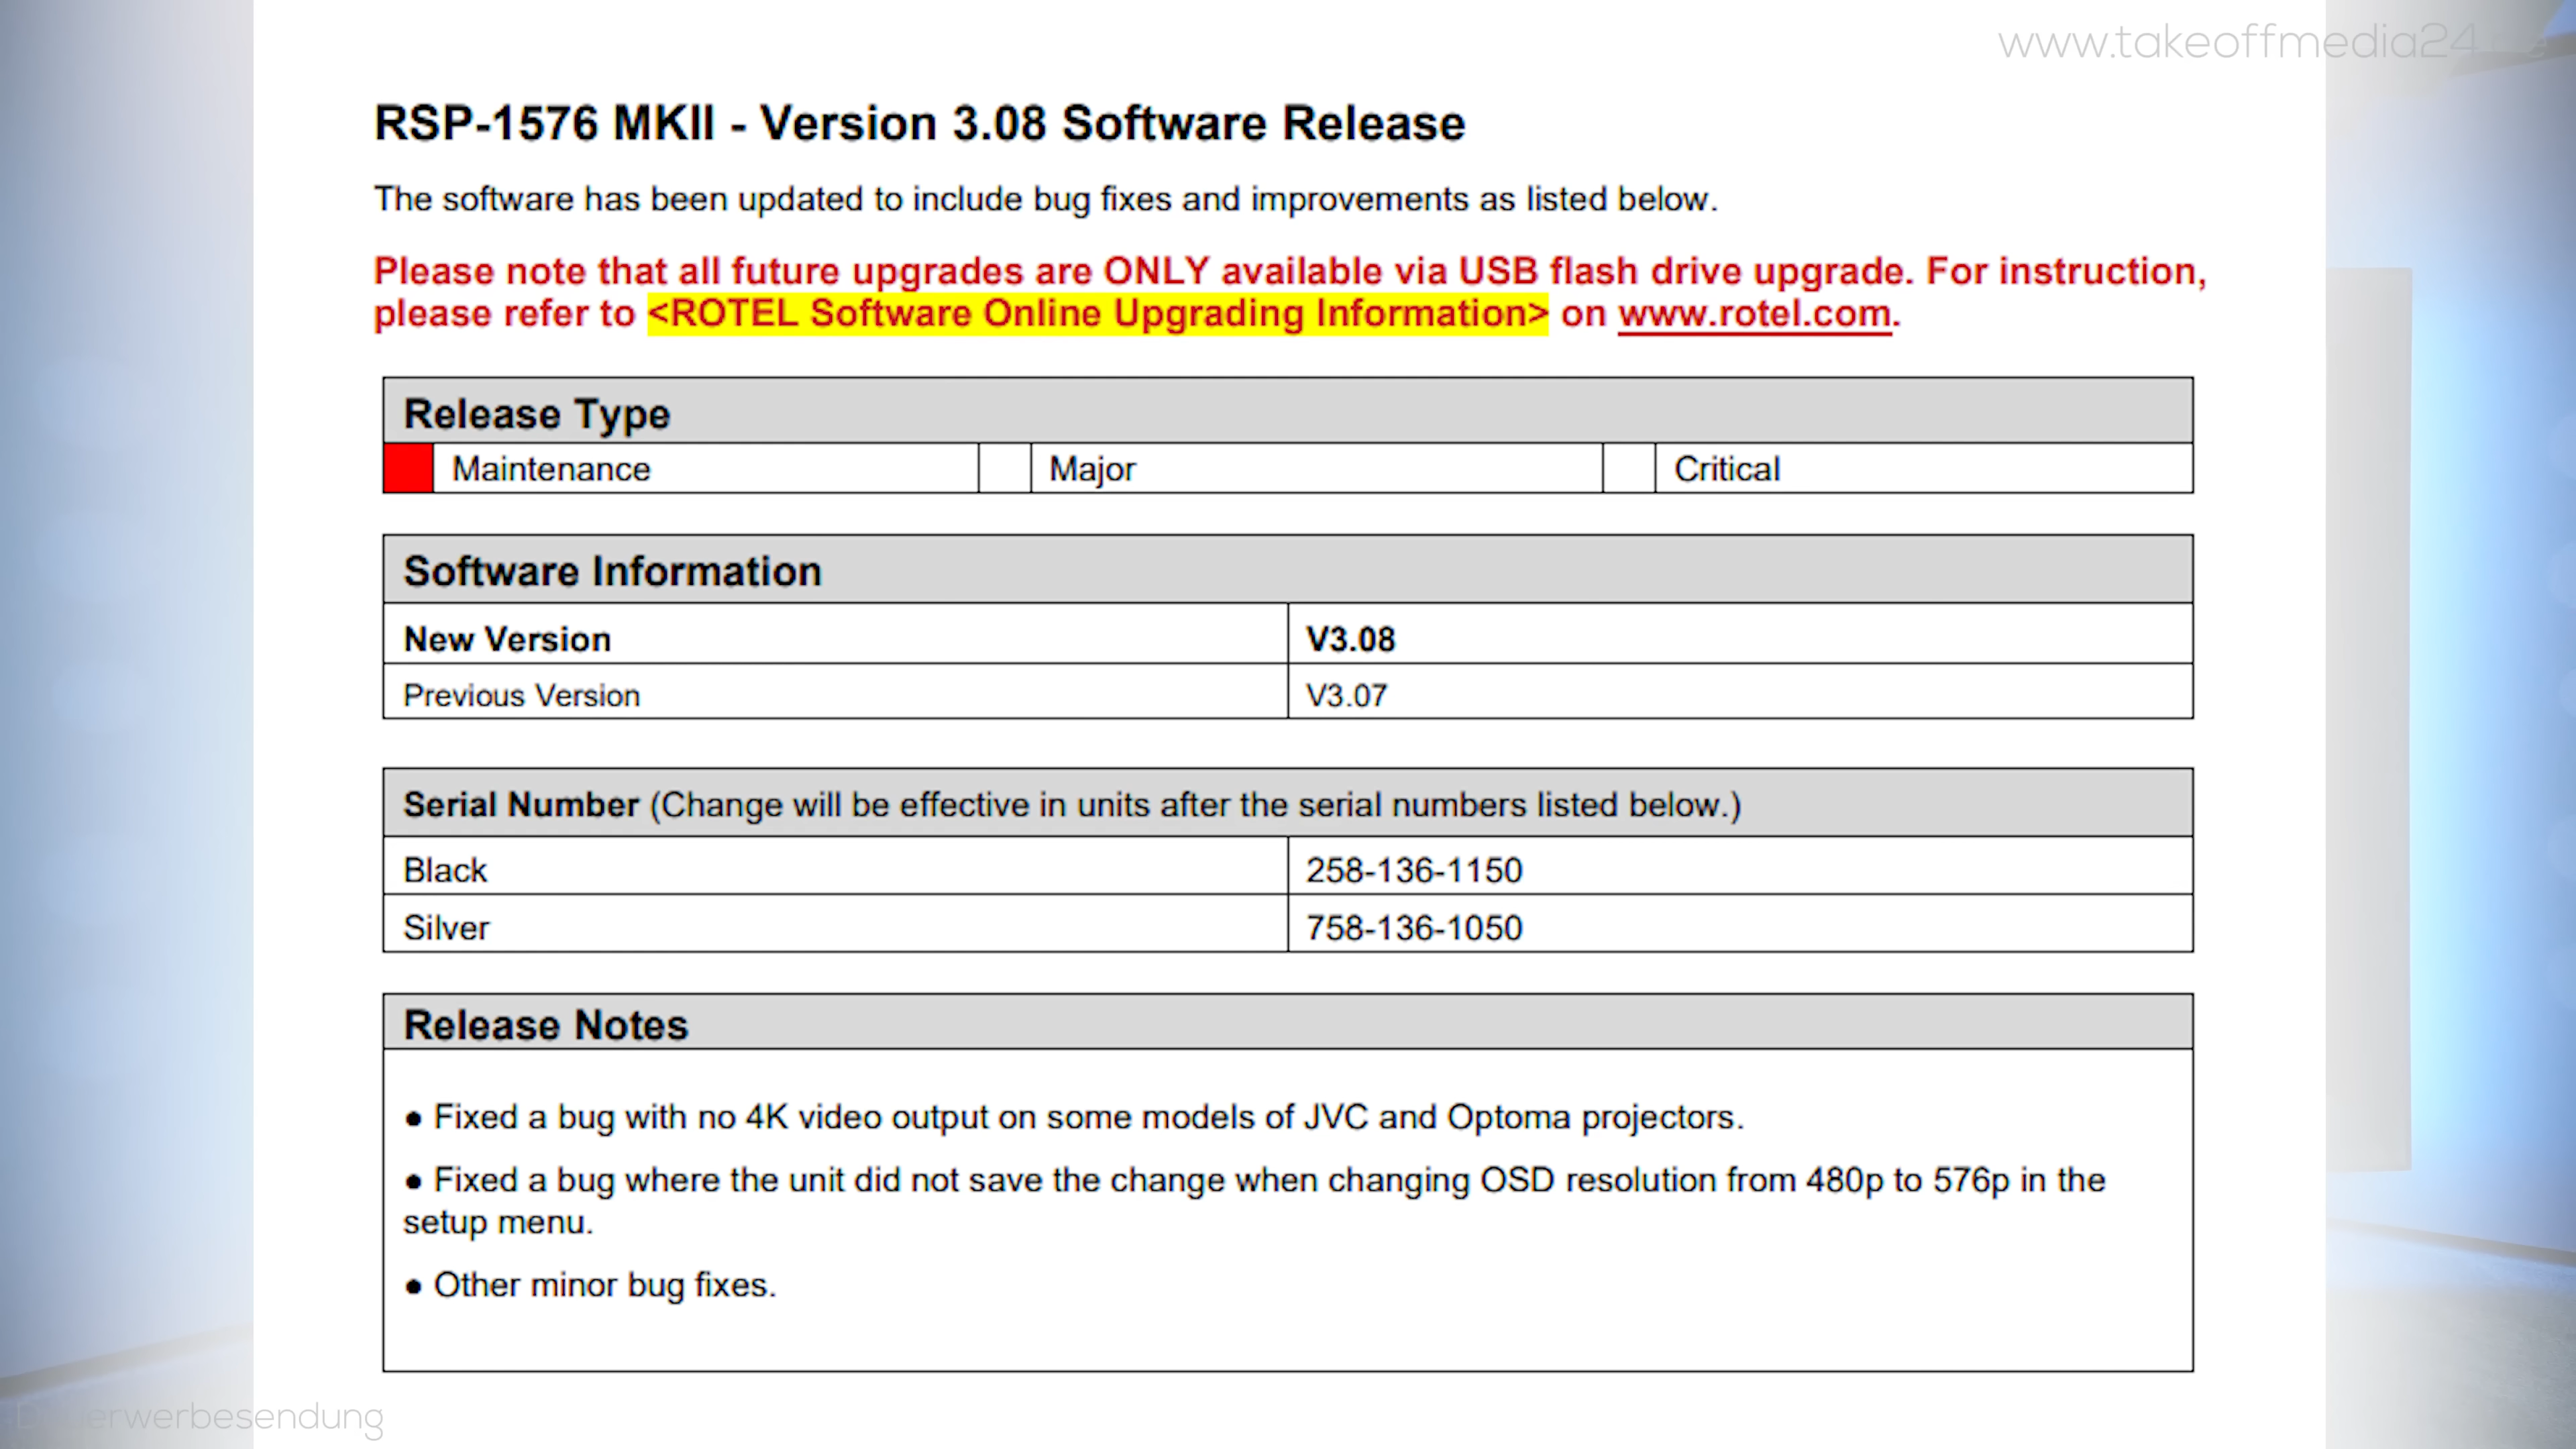 www.takeoffmedia24
RSP-1576 MKII - Version 3.08 Software Release
The software has been updated to include bug fixes and improvements as listed below.
Please note that all future upgrades are ONLY available via USB flash drive upgrade. For instruction,
please refer to <ROTEL Software Online Upgrading Information> on www.rotel.com.
Release Type
Maintenance Major Critical
Software Information
New Version V3.08
Previous Version V3.07
Serial Number (Change will be effective in units after the serial numbers listed below.)
Black 258-136-1150
Silver 758-136-1050
Release Notes
● Fixed a bug with no 4K video output on some models of JVC and Optoma projectors.
● Fixed a bug where the unit did not save the change when changing OSD resolution from 480p to 576p in the
setup menu.
● Other minor bug fixes.
Dauerwerbesendung